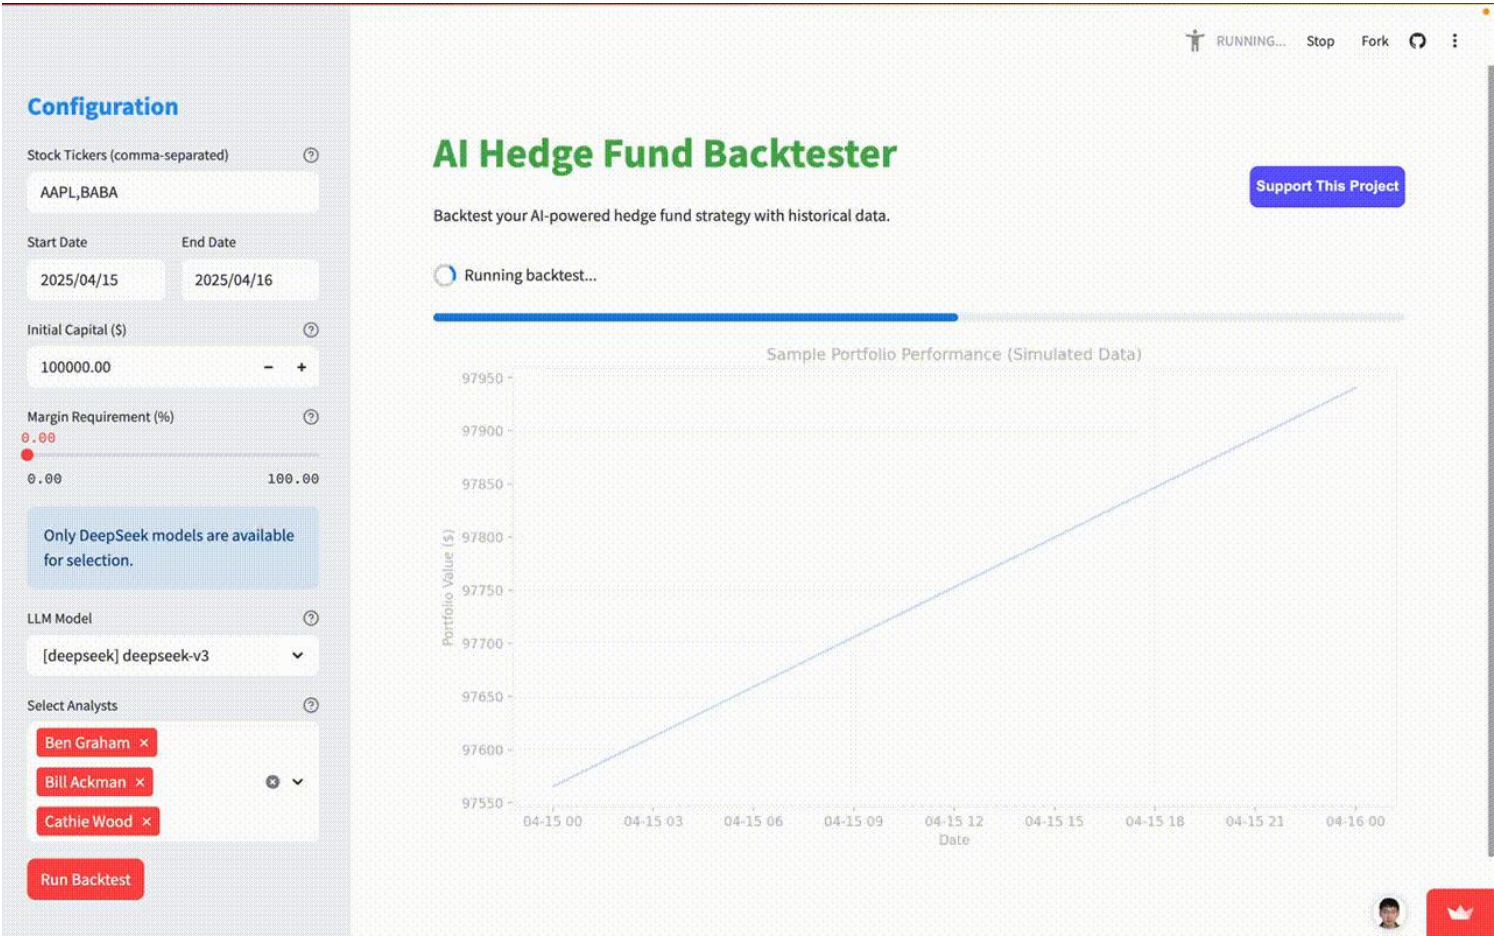 RUNNING...
Stop
Fork
Configuration
Stock Tickers (comma-separated)
AAPL,BABA
Start Date
End Date
2025/04/15
2025/04/16
Initial Capital ($)
100000.00
Margin Requirement (%)
0.00
0.00
100.00
Only DeepSeek models are available
for selection.
LLM Model
[deepseek] deepseek-v3
Select Analysts
Ben Graham ×
Bill Ackman ×
Cathie Wood ×
Run Backtest
AI Hedge Fund Backtester
Support This Project
Backtest your AI-powered hedge fund strategy with historical data.
Running backtest...
Sample Portfolio Performance (Simulated Data)
Portfolio Value ($)
97950
97900
97850
97800
97750
97700
97650
97600
97550
04-15 00
04-15 03
04-15 06
04-15 09
04-15 12
04-15 15
04-15 18
04-15 21
04-16 00
Date